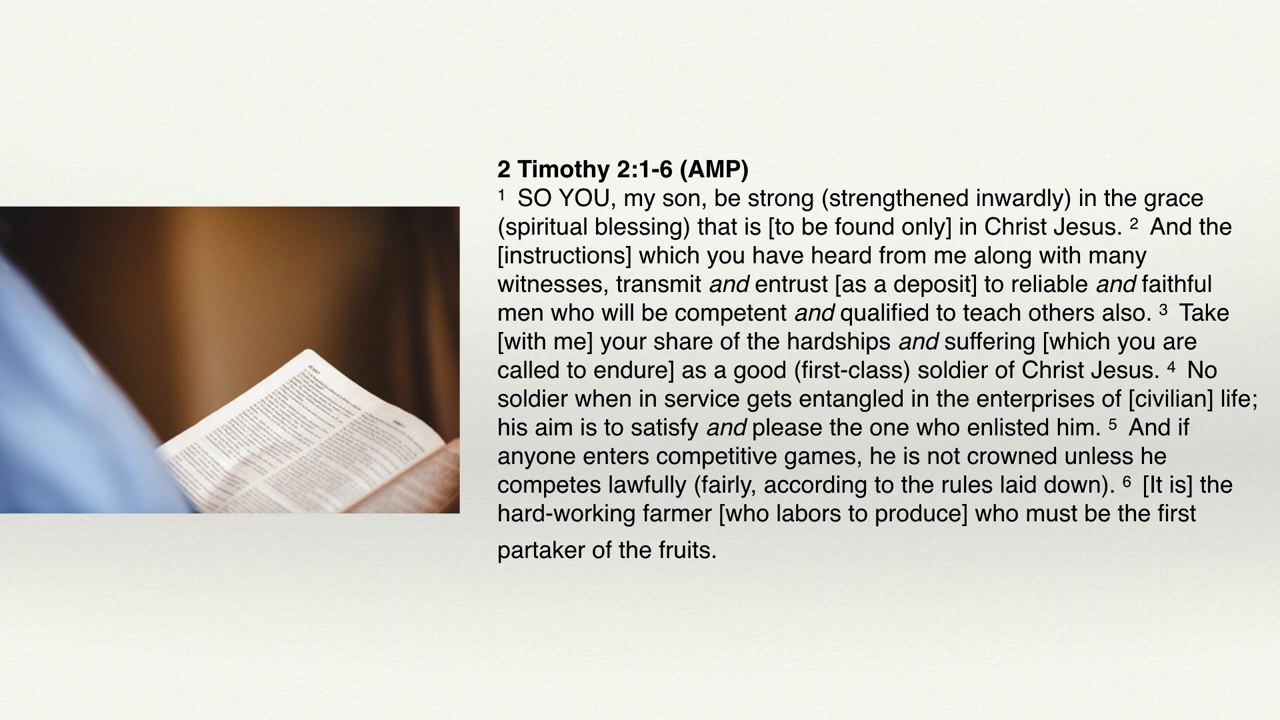 2 Timothy 2:1-6 (AMP)
1 SO YOU, my son, be strong (strengthened inwardly) in the grace
(spiritual blessing) that is [to be found only] in Christ Jesus. 2 And the
[instructions] which you have heard from me along with many
witnesses, transmit and entrust [as a deposit] to reliable and faithful
men who will be competent and qualified to teach others also. 3 Take
[with me] your share of the hardships and suffering [which you are
called to endure] as a good (first-class) soldier of Christ Jesus. 4 No
soldier when in service gets entangled in the enterprises of [civilian] life;
his aim is to satisfy and please the one who enlisted him. 5 And if
anyone enters competitive games, he is not crowned unless he
competes lawfully (fairly, according to the rules laid down). 6 [It is] the
hard-working farmer [who labors to produce] who must be the first
partaker of the fruits.